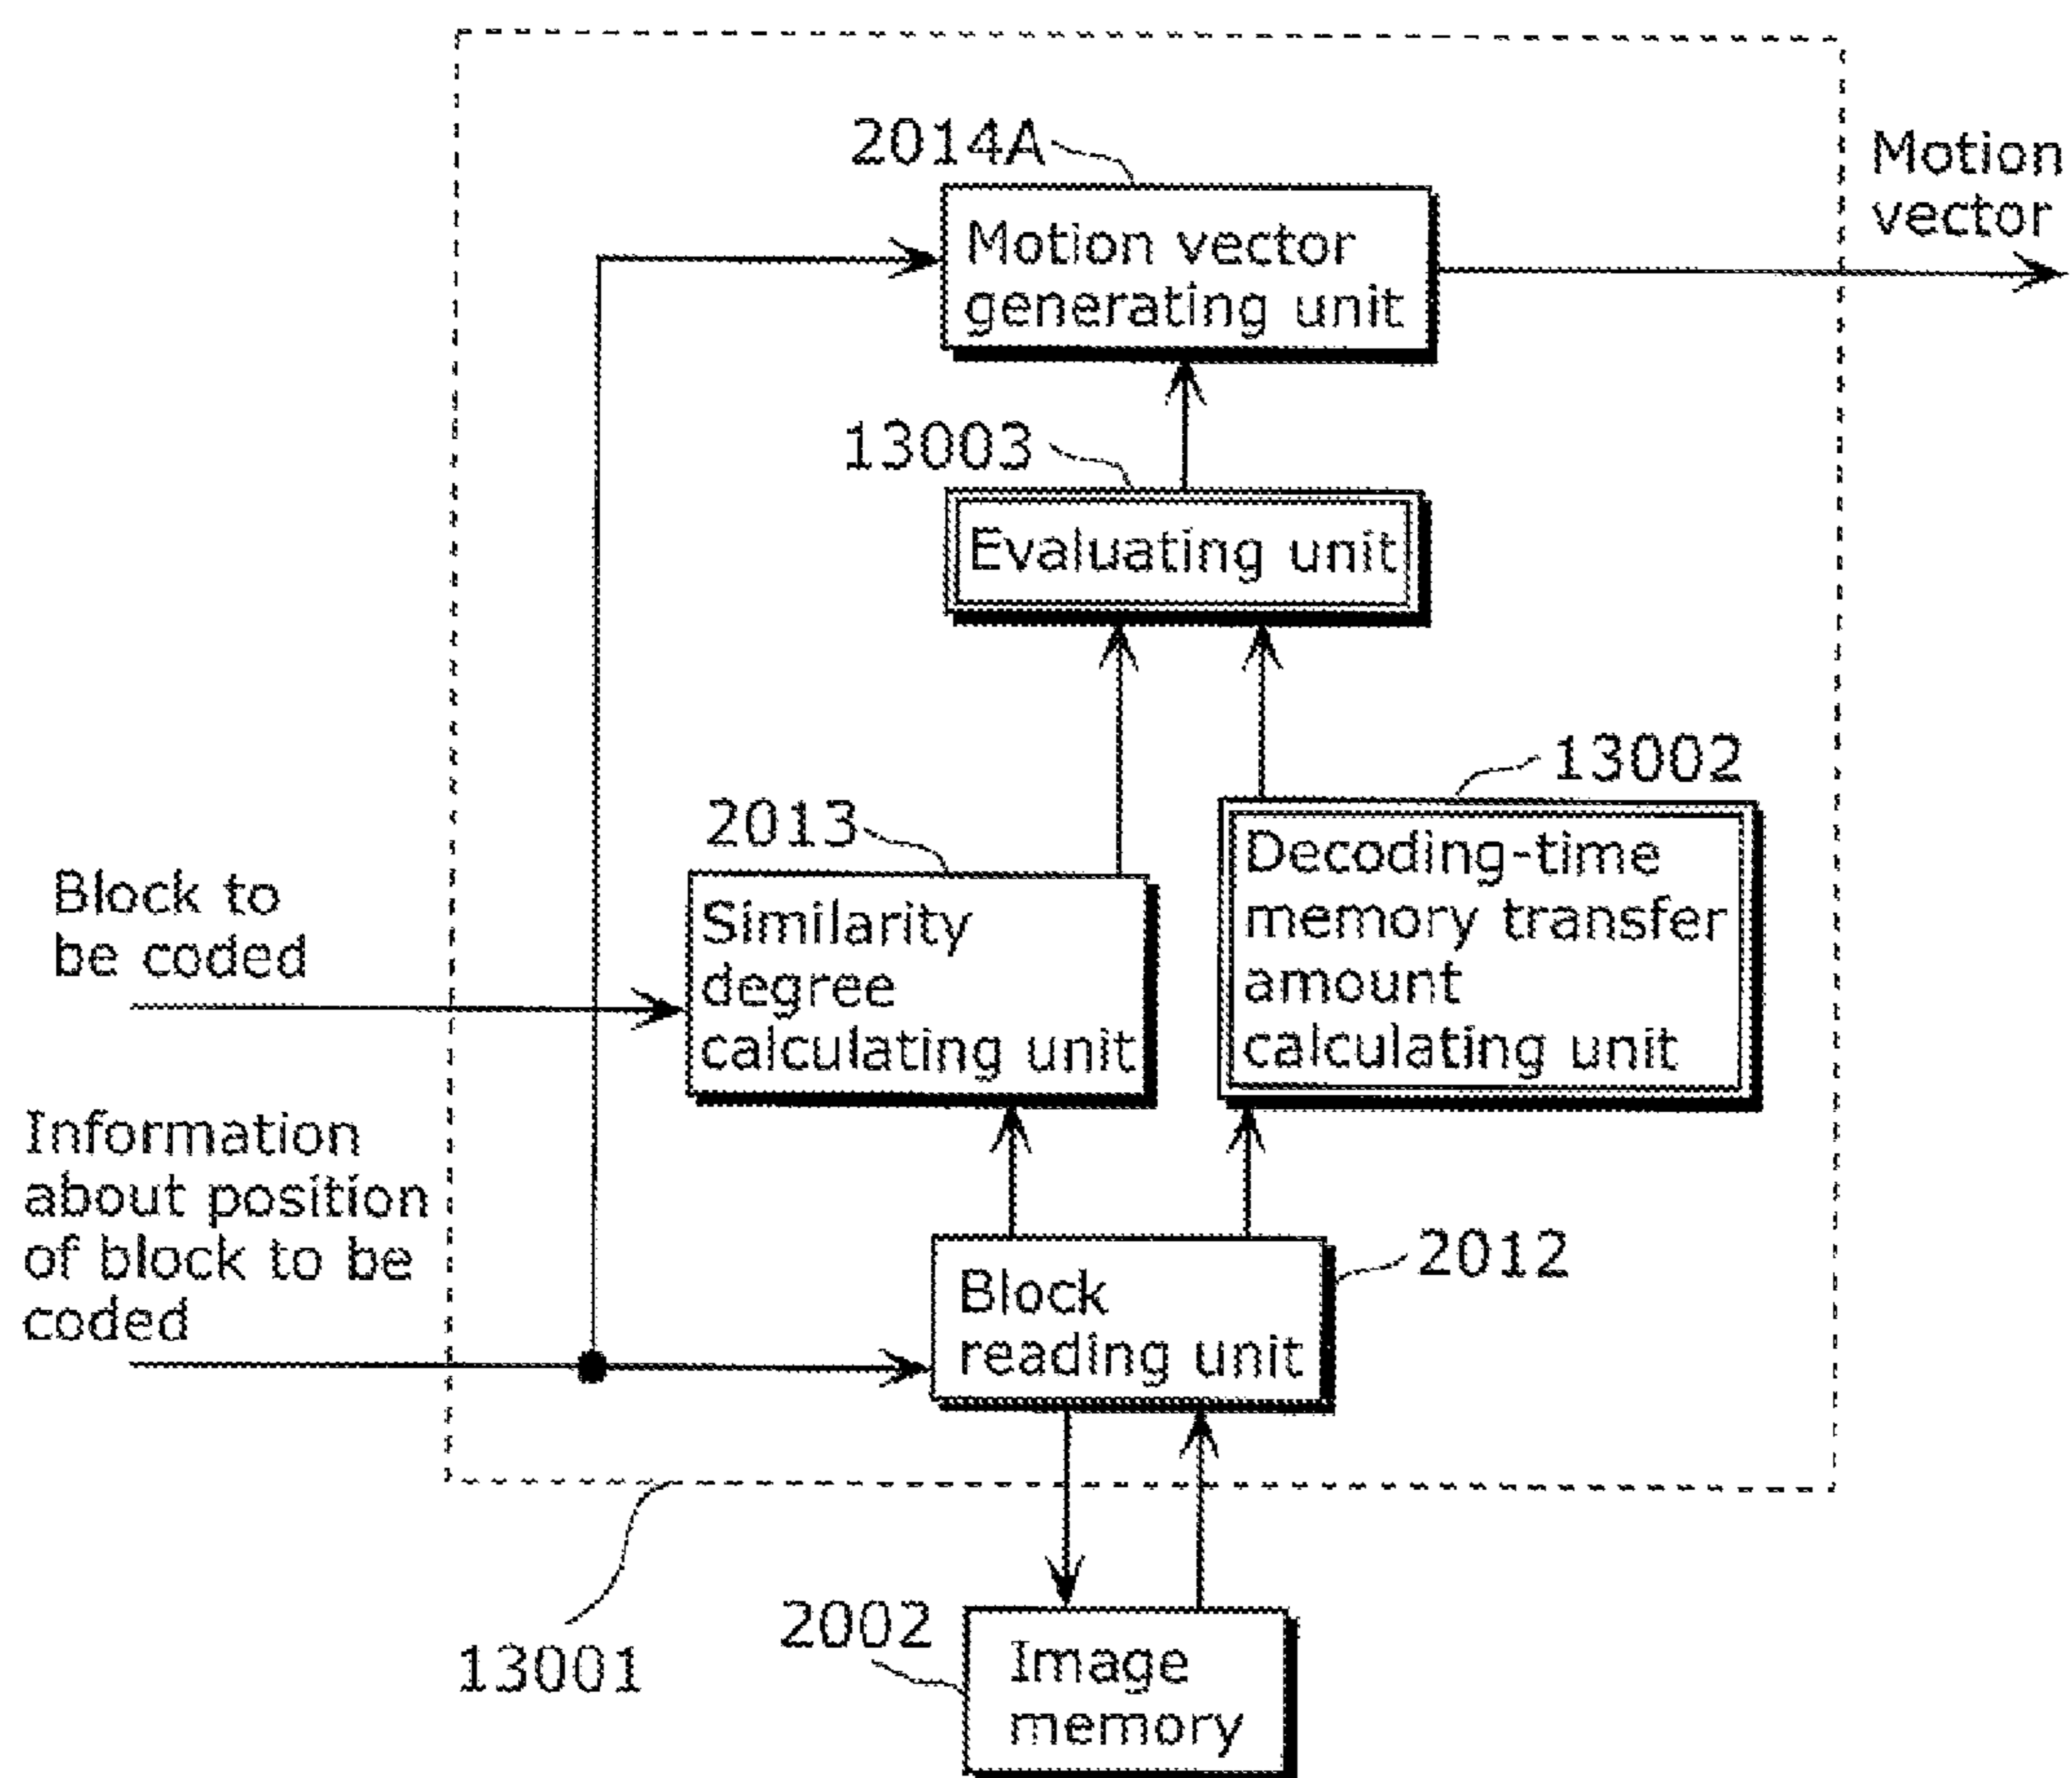 2014A
Motion
vector
Motion vector
generating unit
13003
Evaluating unit
13002
2013
Decoding-time
memory transfer
amount
calculating unit
Block to
be coded
Similarity
degree
calculating unit
Information
about position
of block to be
coded
2012
Block
reading unit
13001
2002
Image
memory